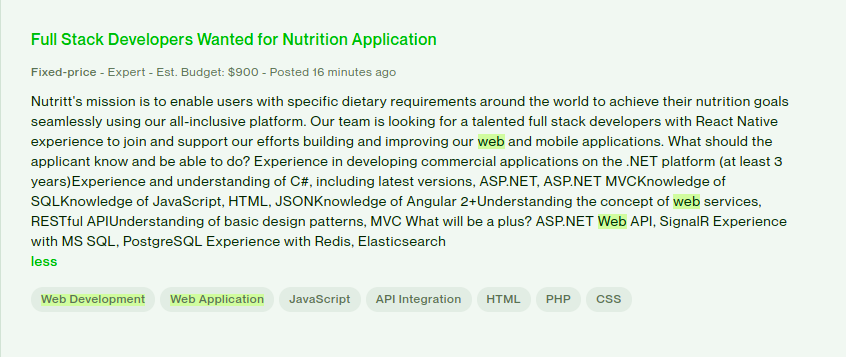 Full Stack Developers Wanted for Nutrition Application
Fixed-price - Expert - Est. Budget: $900 - Posted 16 minutes ago
Nutritt's mission is to enable users with specific dietary requirements around the world to achieve their nutrition goals
seamlessly using our all-inclusive platform. Our team is looking for a talented full stack developers with React Native
experience to join and support our efforts building and improving our web and mobile applications. What should the
applicant know and be able to do? Experience in developing commercial applications on the .NET platform (at least 3
years)Experience and understanding of C#, including latest versions, ASP.NET, ASP.NET MVCKnowledge of
SQLKnowledge of JavaScript, HTML, JSONKnowledge of Angular 2+Understanding the concept of web services,
RESTful APIUnderstanding of basic design patterns, MVC What will be a plus? ASP.NET Web API, SignalR Experience
with MS SQL, PostgreSQL Experience with Redis, Elasticsearch
less
Web Development Web Application JavaScript API Integration HTML PHP CSS